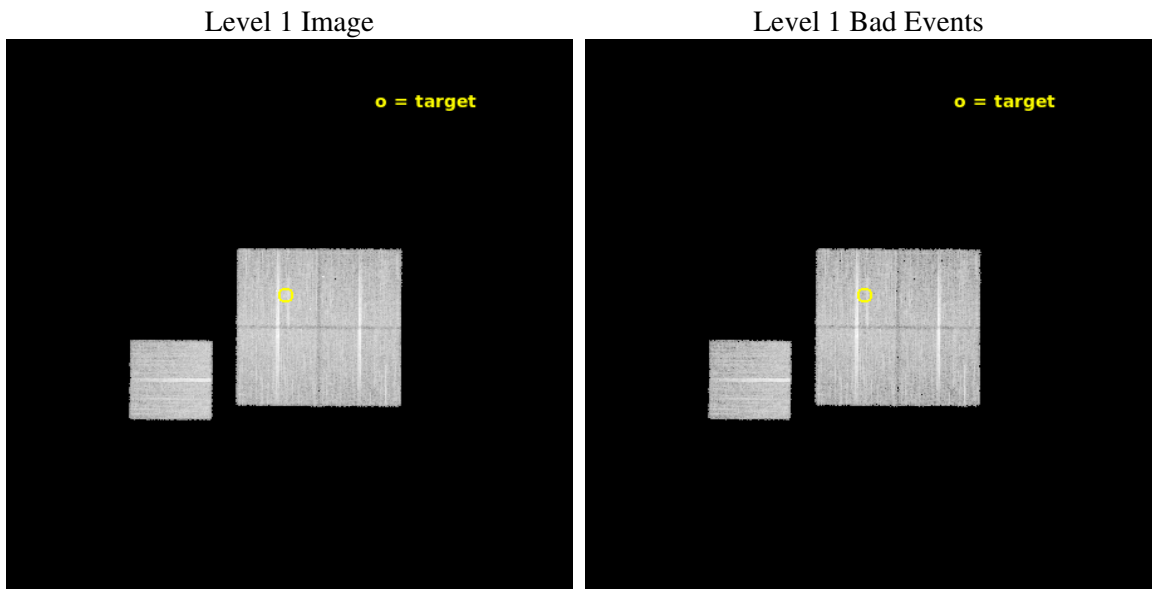 Level 1 Image
Level 1 Bad Events
o = target
o = target